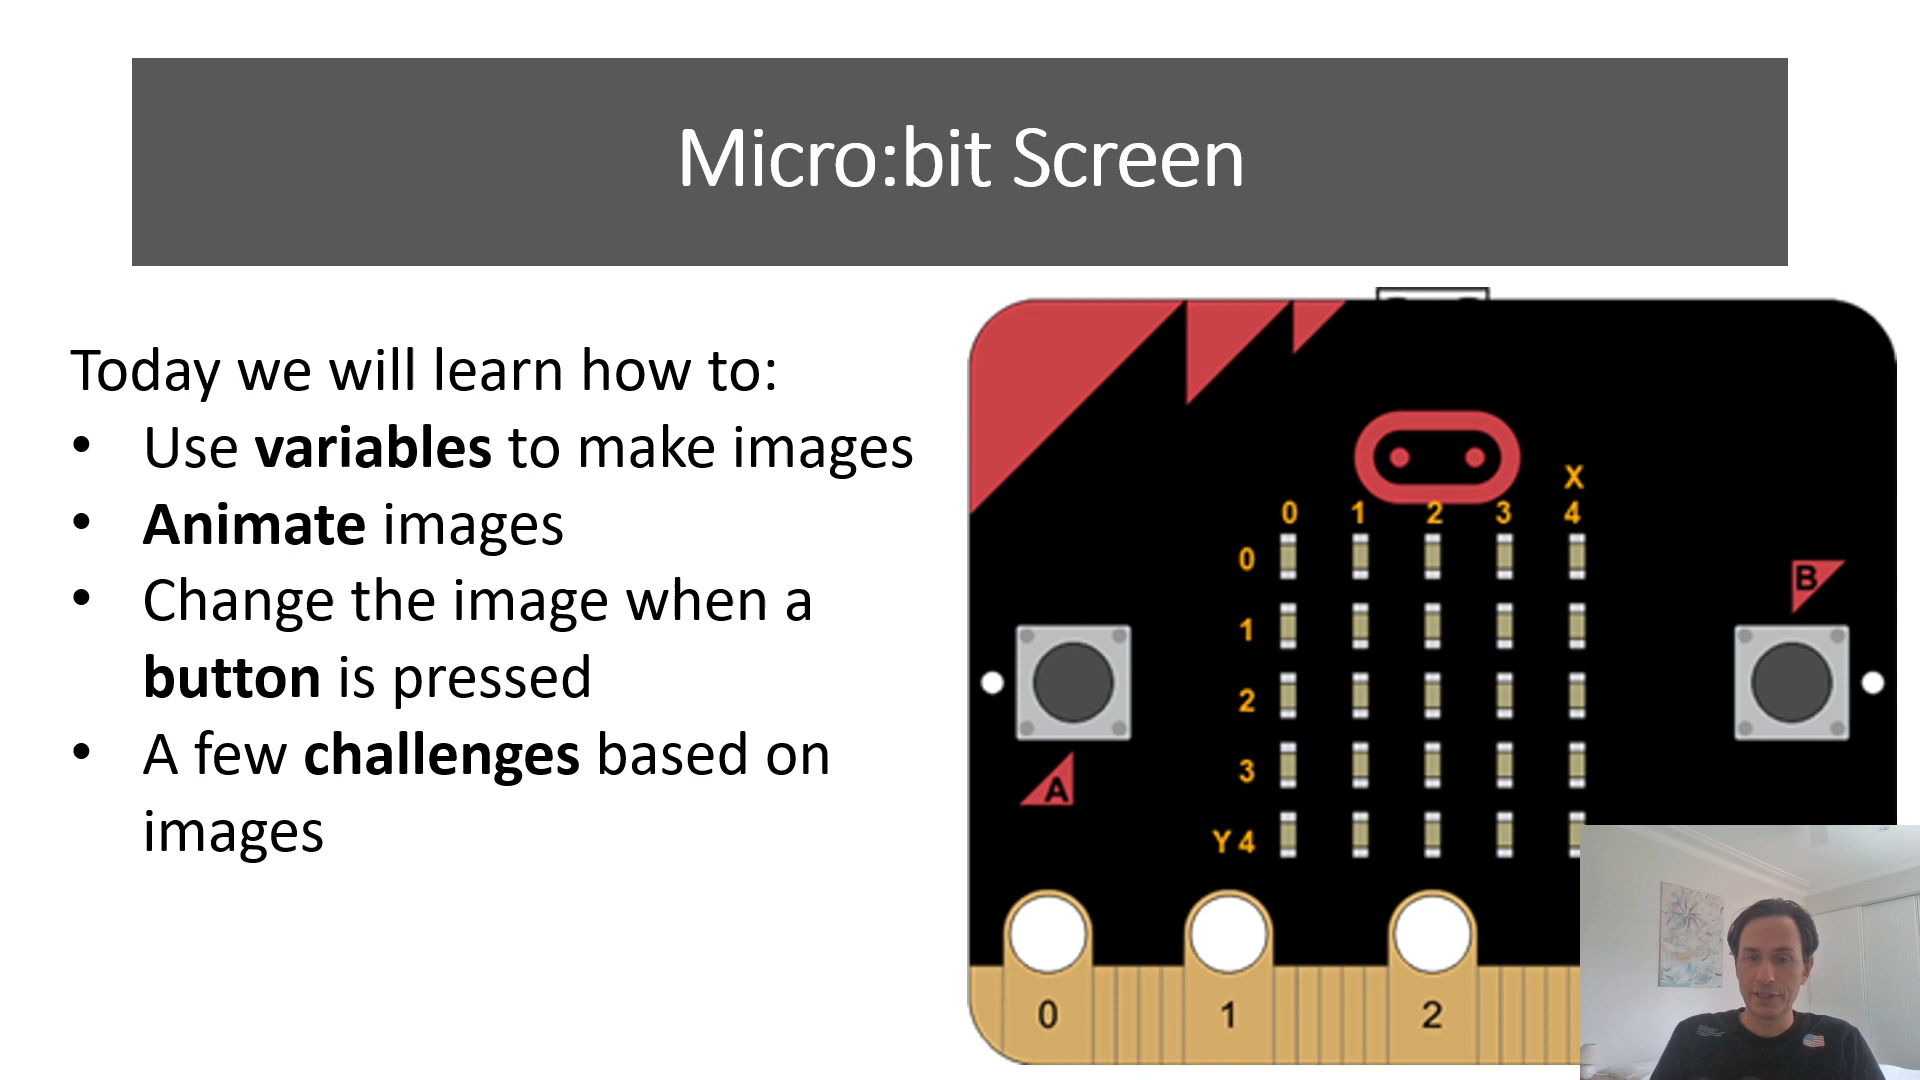 Micro:bit Screen
Today we will learn how to:
• Use variables to make images
• Animate images
• Change the image when a
button is pressed
• A few challenges based on
images
X
0 1 2 3 4
0
B
1
2
3
A
Y 4
0 1 2